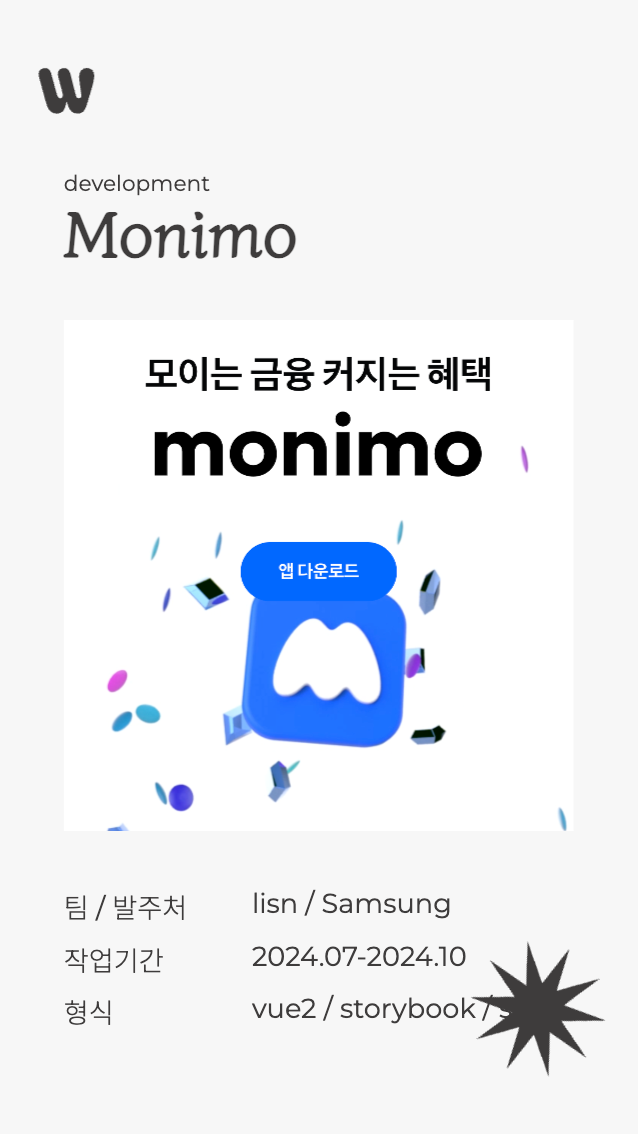 W
development
Monimo
모이는 금융 커지는 혜택
monimo
앱 다운로드
팀 / 발주처 lisn / Samsung
작업기간 2024.07-2024.10
형식 vue2 / storybook /